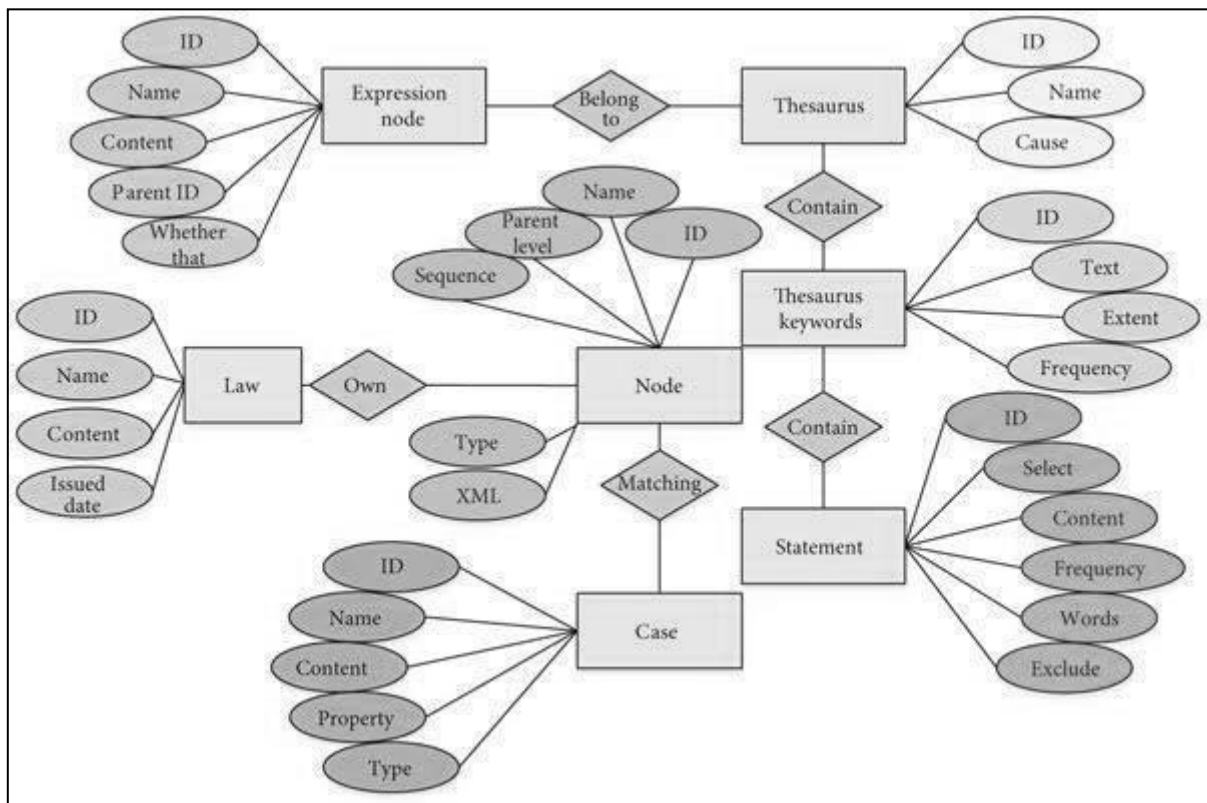 ID
Name
Content
Parent ID
Whether
that
Expression
node
Belong
to
Thesaurus
ID
Name
Cause
Contain
Name
Parent
level
ID
Sequence
Thesaurus
keywords
ID
Text
Extent
Frequency
ID
Name
Content
Issued
date
Law
Own
Node
Type
XML
Matching
Contain
Statement
ID
Select
Content
Frequency
Words
Exclude
ID
Name
Content
Property
Type
Case